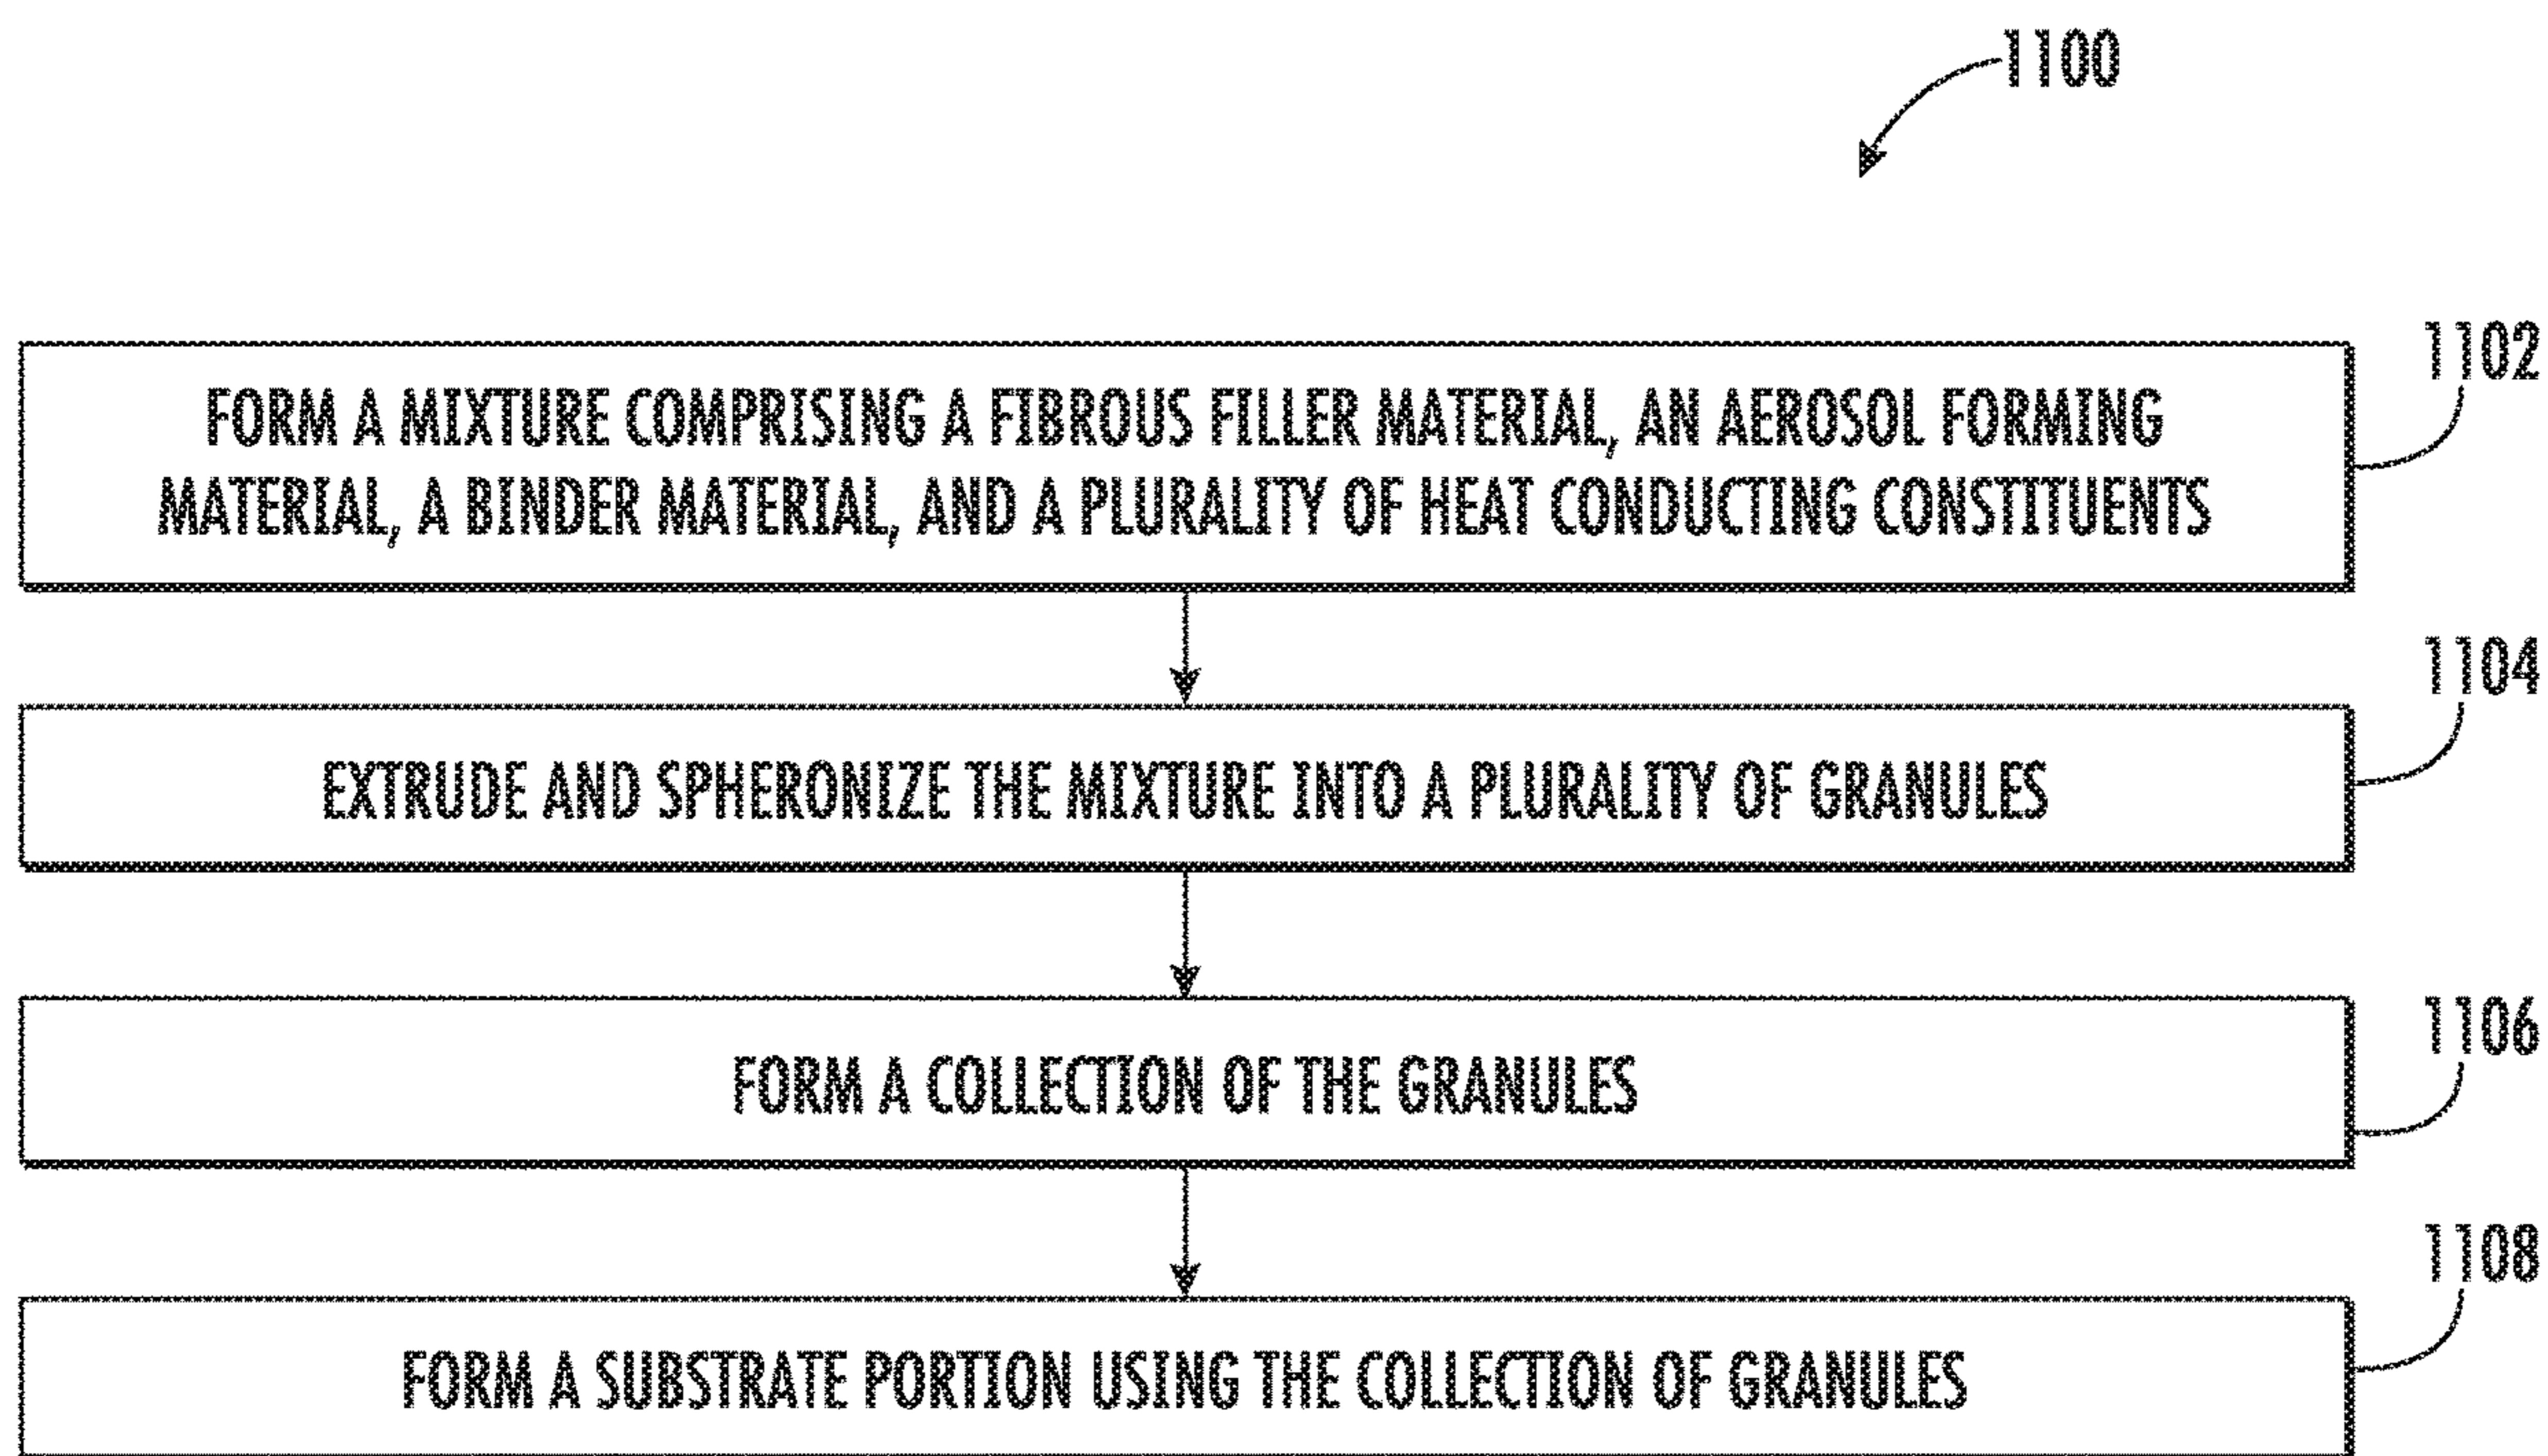 1100
1102
FORM A MIXTURE COMPRISING A FIBROUS FILLER MATERIAL, AN AEROSOL FORMING
MATERIAL, A BINDER MATERIAL, AND A PLURALITY OF HEAT CONDUCTING CONSTITUENTS
1104
EXTRUDE AND SPHERONIZE THE MIXTURE INTO A PLURALITY OF GRANULES
1106
FORM A COLLECTION OF THE GRANULES
1108
FORM A SUBSTRATE PORTION USING THE COLLECTION OF GRANULES